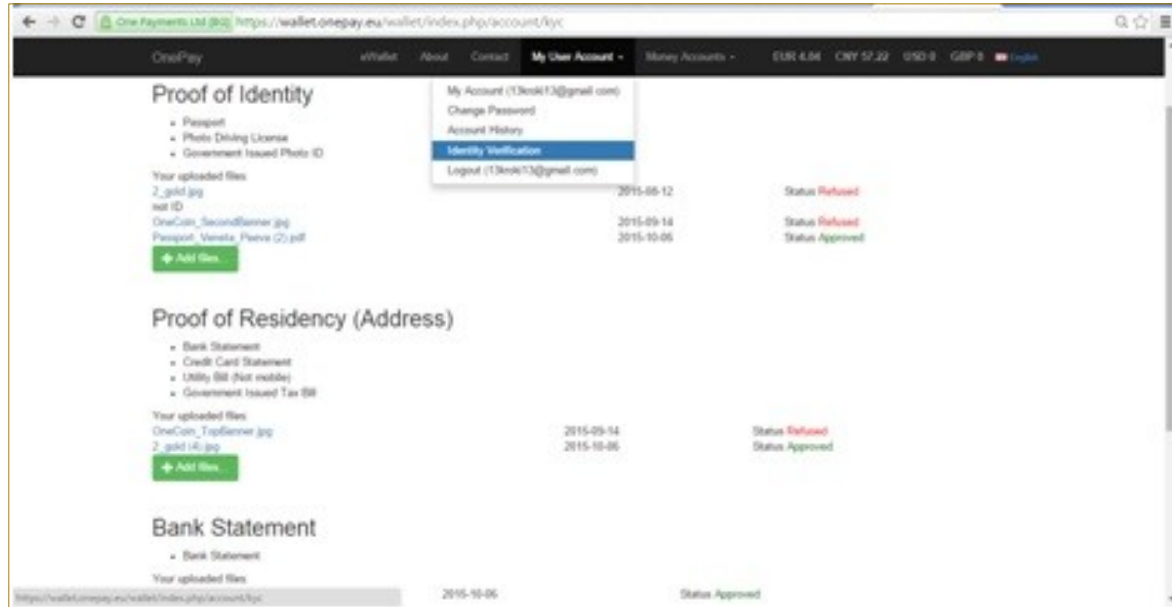 One Payments Ltd [BG] https://wallet.onepay.eu/wallet/index.php/account/kyc
OnePay eWallet About Contact My User Account Money Accounts EUR 4.84 CNY 57.22 USD 0 GBP 0 English
My Account (13kroki13@gmail.com)
Change Password
Account History
Identity Verification
Logout (13kroki13@gmail.com)
Proof of Identity
Passport
Photo Driving License
Government Issued Photo ID
Your uploaded files
2_gold.jpg 2015-08-12 Status Refused
not ID
OneCoin_SecondBanner.jpg 2015-09-14 Status Refused
Passport_Veneta_Peeva (2).pdf 2015-10-06 Status Approved
+ Add files...
Proof of Residency (Address)
Bank Statement
Credit Card Statement
Utility Bill (Not mobile)
Government Issued Tax Bill
Your uploaded files
OneCoin_TopBanner.jpg 2015-09-14 Status Refused
2_gold (4).jpg 2015-10-06 Status Approved
+ Add files...
Bank Statement
Bank Statement
Your uploaded files
2015-10-06 Status Approved
https://wallet.onepay.eu/wallet/index.php/account/kyc